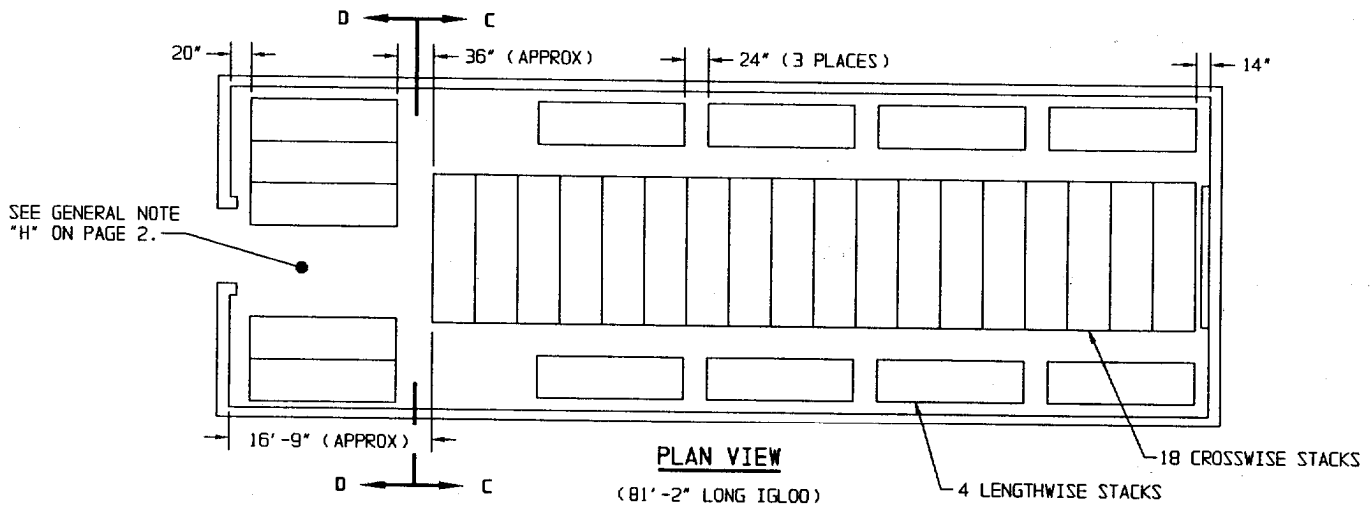 D C
20" 36" (APPROX) 24" (3 PLACES) 14"
SEE GENERAL NOTE
"H" ON PAGE 2.
16'-9" (APPROX)
PLAN VIEW
(81'-2" LONG IGLOO)
18 CROSSWISE STACKS
4 LENGTHWISE STACKS
D C